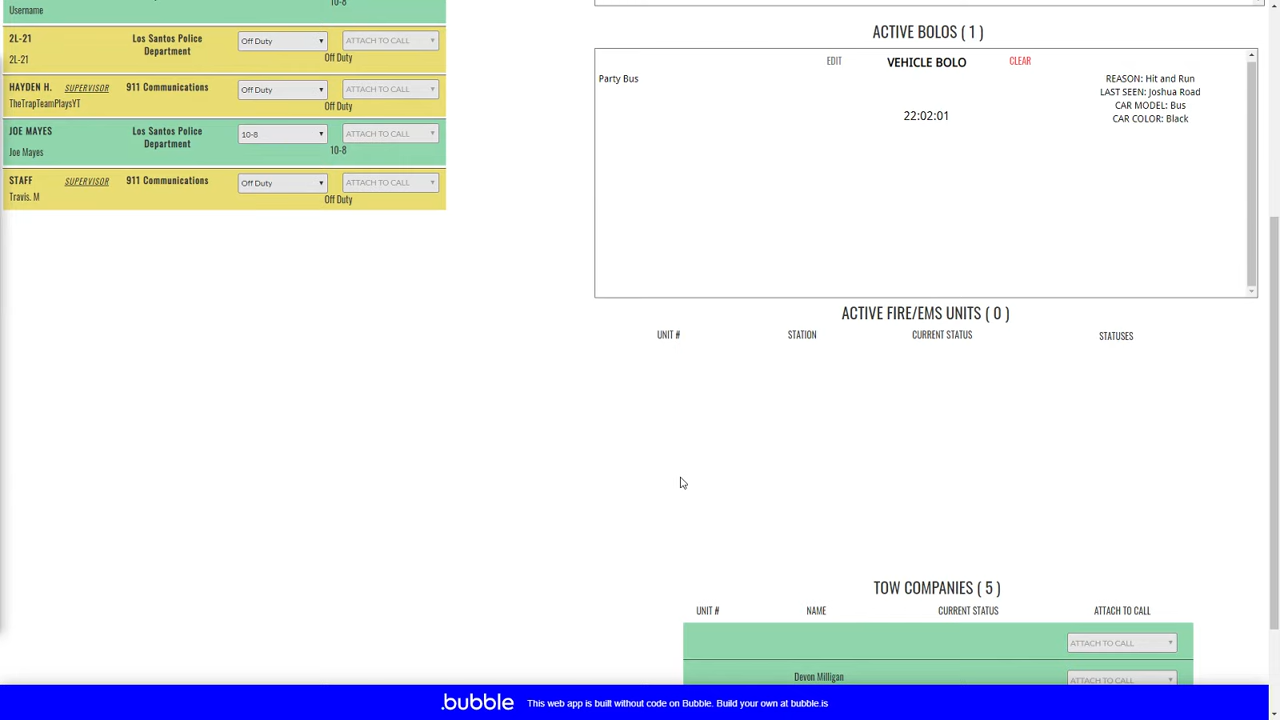 Username
10-8
2L-21
Los Santos Police
Department
Off Duty
ATTACH TO CALL
2L-21
Off Duty
HAYDEN H.
SUPERVISOR
911 Communications
Off Duty
ATTACH TO CALL
TheTrapTeamPlaysYT
Off Duty
JOE MAYES
Los Santos Police
Department
10-8
ATTACH TO CALL
Joe Mayes
10-8
STAFF
SUPERVISOR
911 Communications
Off Duty
ATTACH TO CALL
Travis. M
Off Duty
ACTIVE BOLOS ( 1 )
EDIT
VEHICLE BOLO
CLEAR
Party Bus
REASON: Hit and Run
LAST SEEN: Joshua Road
CAR MODEL: Bus
CAR COLOR: Black
22:02:01
ACTIVE FIRE/EMS UNITS ( 0 )
UNIT #
STATION
CURRENT STATUS
STATUSES
TOW COMPANIES ( 5 )
UNIT #
NAME
CURRENT STATUS
ATTACH TO CALL
ATTACH TO CALL
Devon Milligan
ATTACH TO CALL
.bubble
This web app is built without code on Bubble. Build your own at bubble.is